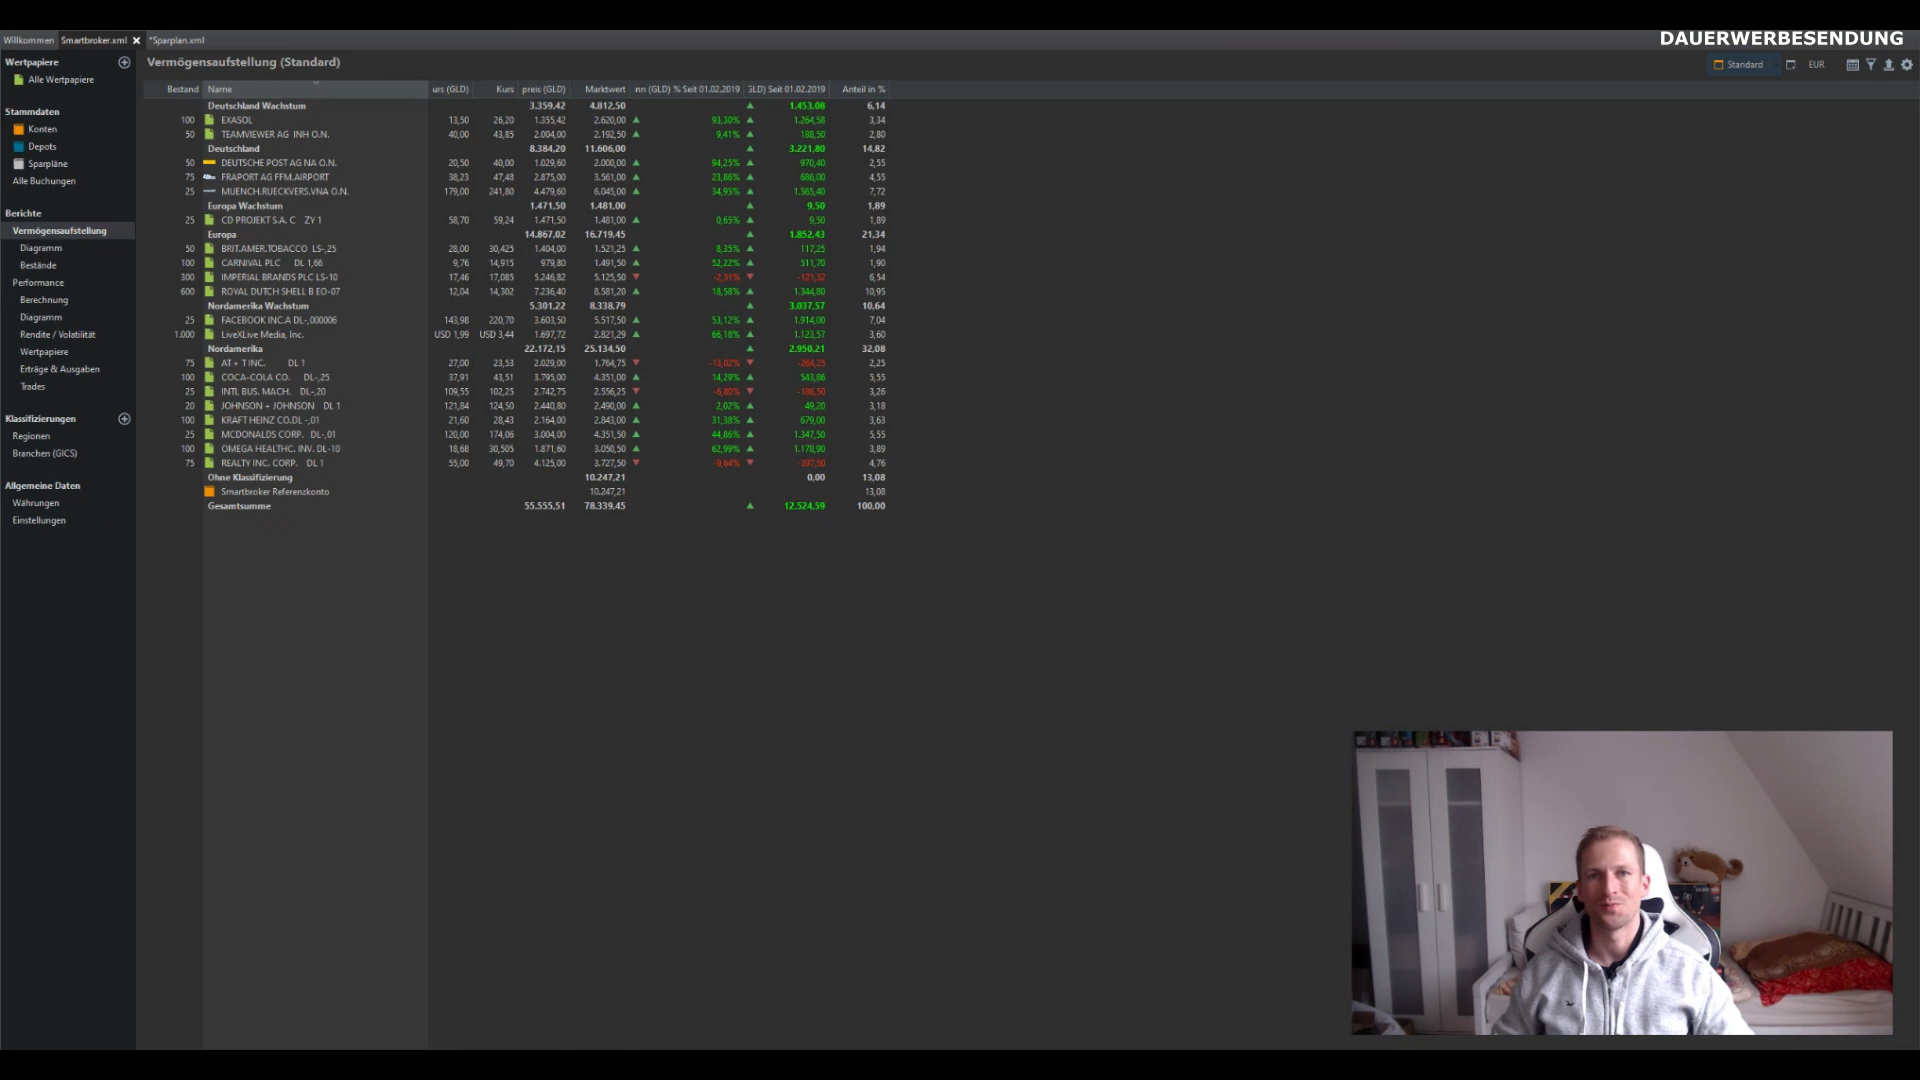 DAUERWERBESENDUNG
Willkommen Smartbroker.xml *Sparplan.xml
Wertpapiere
Alle Wertpapiere
Stammdaten
Konten
Depots
Sparpläne
Alle Buchungen
Berichte
Vermögensaufstellung
Diagramm
Bestände
Performance
Berechnung
Diagramm
Rendite / Volatilität
Wertpapiere
Erträge & Ausgaben
Trades
Klassifizierungen
Regionen
Branchen (GICS)
Allgemeine Daten
Währungen
Einstellungen
Vermögensaufstellung (Standard)
Standard EUR
Bestand Name urs (GLD) Kurs preis (GLD) Marktwert nn (GLD) % Seit 01.02.2019 GLD) Seit 01.02.2019 Anteil in %
Deutschland Wachstum 3.359,42 4.812,50 1.453,08 6,14
100 EXASOL 13,50 26,20 1.355,42 2.620,00 93,30% 1.264,58 3,34
50 TEAMVIEWER AG INH O.N. 40,00 43,85 2.004,00 2.192,50 9,41% 188,50 2,80
Deutschland 8.384,20 11.606,00 3.221,80 14,82
50 DEUTSCHE POST AG NA O.N. 20,50 40,00 1.029,60 2.000,00 94,25% 970,40 2,55
75 FRAPORT AG FFM.AIRPORT 38,23 47,48 2.875,00 3.561,00 23,86% 686,00 4,55
25 MUENCH.RUECKVERS.VNA O.N. 179,00 241,80 4.479,60 6.045,00 34,95% 1.565,40 7,72
Europa Wachstum 1.471,50 1.481,00 9,50 1,89
25 CD PROJEKT S.A. C ZY 1 58,70 59,24 1.471,50 1.481,00 0,65% 9,50 1,89
Europa 14.867,02 16.719,45 1.852,43 21,34
50 BRIT.AMER.TOBACCO LS-,25 28,00 30,425 1.404,00 1.521,25 8,35% 117,25 1,94
100 CARNIVAL PLC DL 1,66 9,76 14,915 979,80 1.491,50 52,22% 511,70 1,90
300 IMPERIAL BRANDS PLC LS-10 17,46 17,085 5.246,82 5.125,50 -2,31% -121,32 6,54
600 ROYAL DUTCH SHELL B EO-07 12,04 14,302 7.236,40 8.581,20 18,58% 1.344,80 10,95
Nordamerika Wachstum 5.301,22 8.338,79 3.037,57 10,64
25 FACEBOOK INC.A DL-,000006 143,98 220,70 3.603,50 5.517,50 53,12% 1.914,00 7,04
1.000 LiveXLive Media, Inc. USD 1,99 USD 3,44 1.697,72 2.821,29 66,18% 1.123,57 3,60
Nordamerika 22.172,15 25.134,50 2.950,21 32,08
75 AT + T INC. DL 1 27,00 23,53 2.029,00 1.764,75 -13,02% -264,25 2,25
100 COCA-COLA CO. DL-,25 37,91 43,51 3.795,00 4.351,00 14,29% 543,86 5,55
25 INTL BUS. MACH. DL-,20 109,55 102,25 2.742,75 2.556,25 -6,80% -186,50 3,26
20 JOHNSON + JOHNSON DL 1 121,84 124,50 2.440,80 2.490,00 2,02% 49,20 3,18
100 KRAFT HEINZ CO.DL -,01 21,60 28,43 2.164,00 2.843,00 31,38% 679,00 3,63
25 MCDONALDS CORP. DL-,01 120,00 174,06 3.004,00 4.351,50 44,86% 1.347,50 5,55
100 OMEGA HEALTHC. INV. DL-10 18,68 30,505 1.871,60 3.050,50 62,99% 1.178,90 3,89
75 REALTY INC. CORP. DL 1 55,00 49,70 4.125,00 3.727,50 -9,64% -397,50 4,76
Ohne Klassifizierung 10.247,21 0,00 13,08
Smartbroker Referenzkonto 10.247,21 13,08
Gesamtsumme 55.555,51 78.339,45 12.524,59 100,00